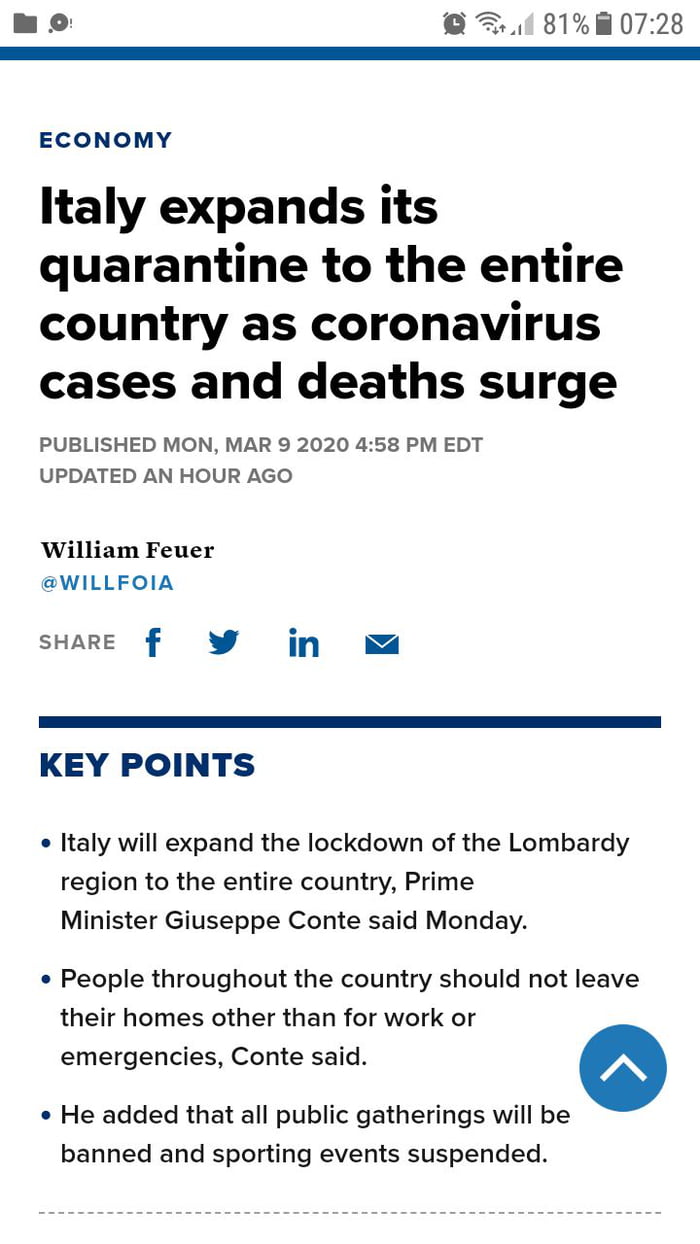 81% 07:28
ECONOMY
Italy expands its
quarantine to the entire
country as coronavirus
cases and deaths surge
PUBLISHED MON, MAR 9 2020 4:58 PM EDT
UPDATED AN HOUR AGO
William Feuer
@WILLFOIA
SHARE
KEY POINTS
• Italy will expand the lockdown of the Lombardy
region to the entire country, Prime
Minister Giuseppe Conte said Monday.
• People throughout the country should not leave
their homes other than for work or
emergencies, Conte said.
• He added that all public gatherings will be
banned and sporting events suspended.